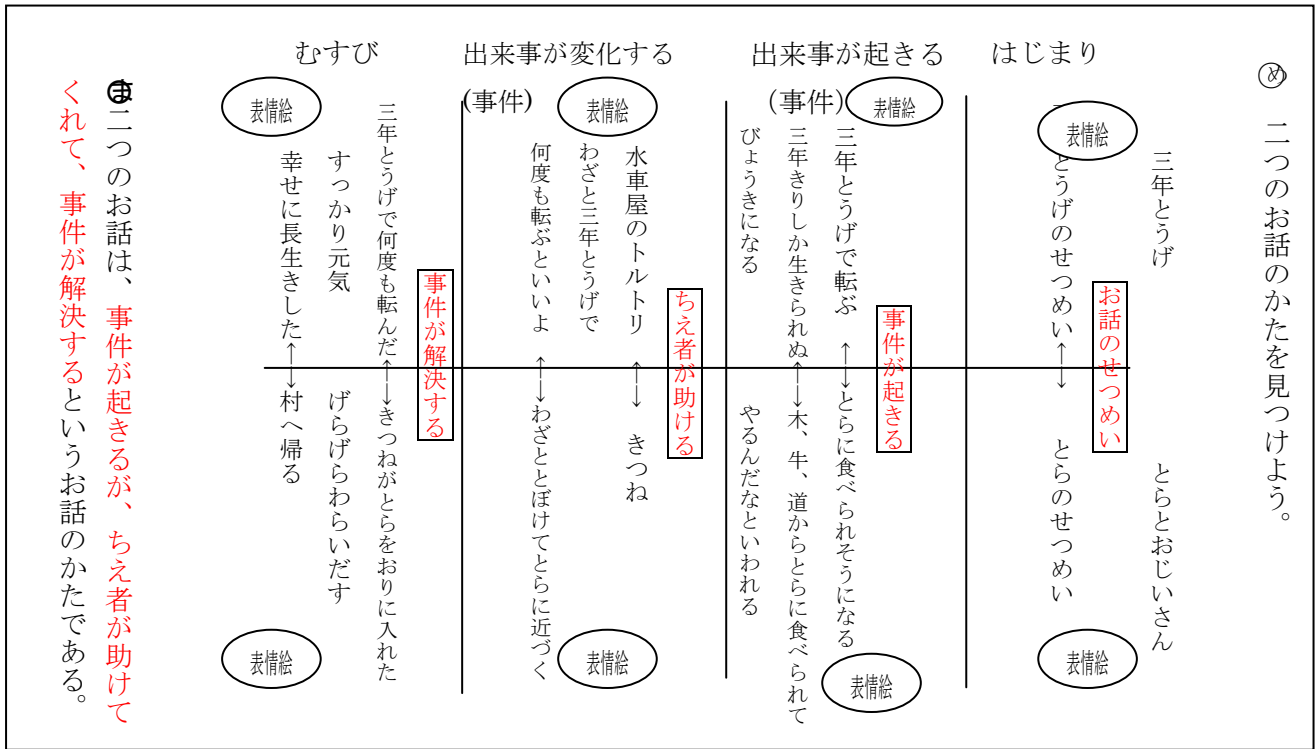 め 二つのお話のかたを見つけよう。
三年とうげ
とらとおじいさん
はじまり
表情絵
お話のせつめい
とうげのせつめい←→ とらのせつめい
表情絵
出来事が起きる
(事件)
表情絵
事件が起きる
三年とうげで転ぶ ←→とらに食べられそうになる
三年きりしか生きられぬ←→木、牛、道からとらに食べられて
びょうきになる
やるんだなといわれる
表情絵
出来事が変化する
(事件)
表情絵
ちえ者が助ける
水車屋のトルトリ ←→ きつね
わざと三年とうげで
何度も転ぶといいよ ←→わざととぼけてとらに近づく
表情絵
むすび
表情絵
事件が解決する
三年とうげで何度も転んだ←→きつねがとらをおりに入れた
すっかり元気
げらげらわらいだす
幸せに長生きした←→村へ帰る
表情絵
ま二つのお話は、事件が起きるが、ちえ者が助けて
くれて、事件が解決するというお話のかたである。